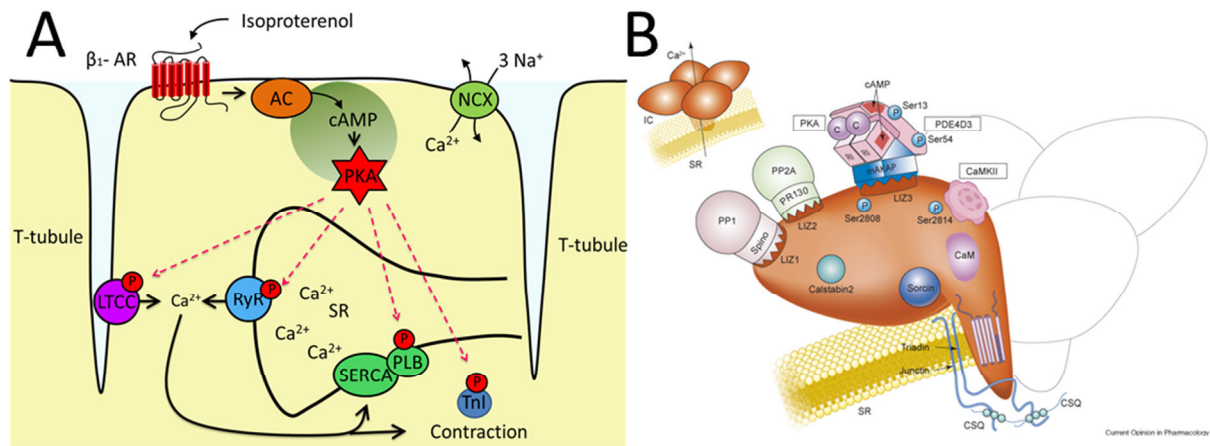 A
Isoproterenol
β₁- AR
AC
cAMP
PKA
NCX
3 Na⁺
Ca²⁺
T-tubule
T-tubule
LTCC
P
Ca²⁺
RyR
P
Ca²⁺
SR
Ca²⁺
Ca²⁺
P
PLB
SERCA
P
TnI
Contraction
B
Ca²⁺
IC
SR
cAMP
PKA
C
C
P
Ser13
PDE4D3
P
Ser54
RII
RII
mAKAP
LIZ3
CaMKII
PP2A
PR130
LIZ2
PP1
Spino
LIZ1
P
Ser2808
P
Ser2814
CaM
Calstabin2
Sorcin
Triadin
Junctin
SR
CSQ
CSQ
Current Opinion in Pharmacology